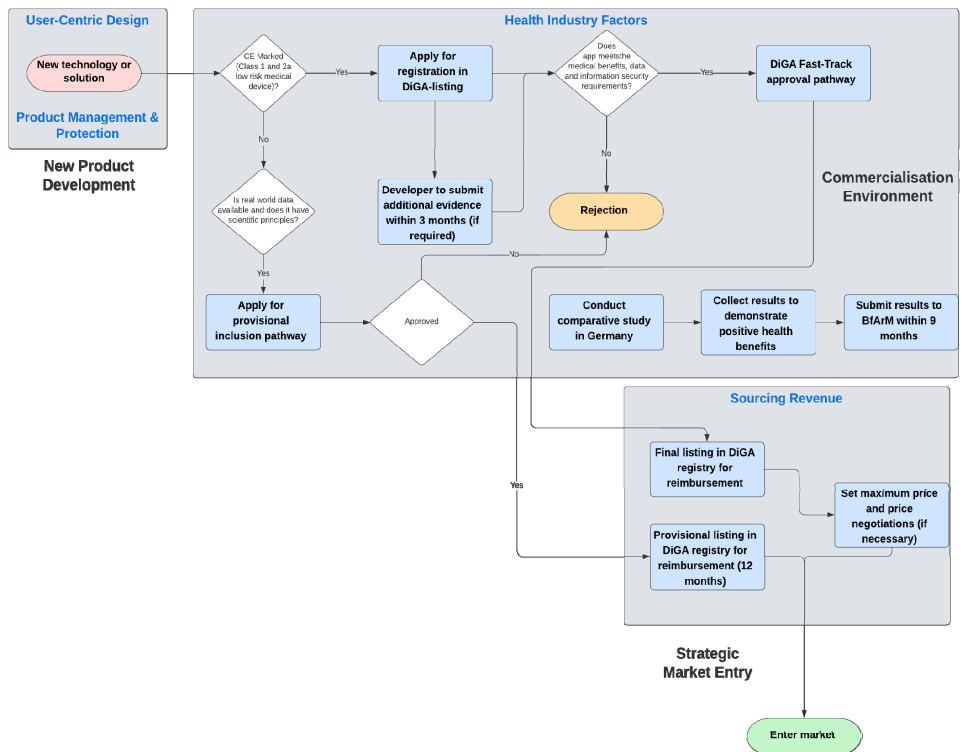 User-Centric Design
New technology or
solution
Product Management &
Protection
New Product
Development
Health Industry Factors
CE Marked
(Class 1 and 2a
low risk medical
device)?
Yes
Apply for
registration in
DiGA-listing
Does
app meetsthe
medical benefits, data
and information security
requirements?
Yes
DiGA Fast-Track
approval pathway
No
No
Commercialisation
Environment
Is real world data
available and does it have
scientific principles?
Developer to submit
additional evidence
within 3 months (if
required)
Rejection
No
Yes
Apply for
provisional
inclusion pathway
Approved
Conduct
comparative study
in Germany
Collect results to
demonstrate
positive health
benefits
Submit results to
BfArM within 9
months
Sourcing Revenue
Final listing in DiGA
registry for
reimbursement
Yes
Set maximum price
and price
negotiations (if
necessary)
Provisional listing in
DiGA registry for
reimbursement (12
months)
Strategic
Market Entry
Enter market